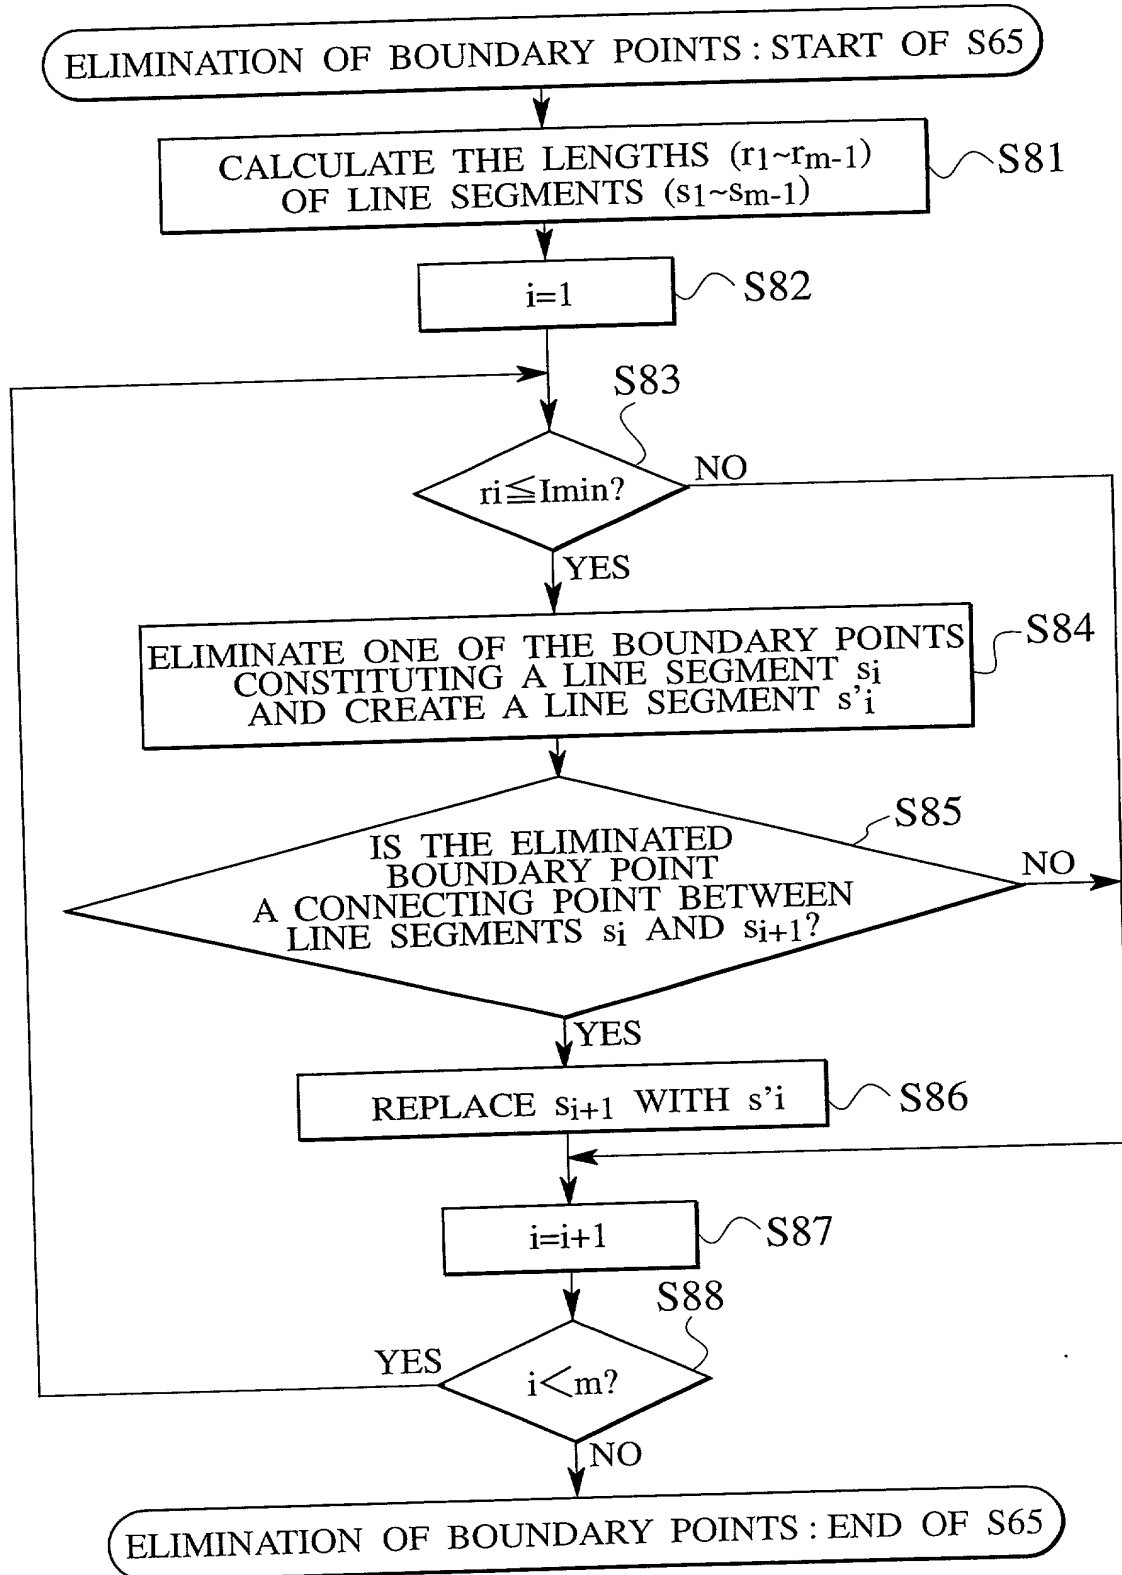 ELIMINATION OF BOUNDARY POINTS : START OF S65
CALCULATE THE LENGTHS (r1~rm-1)
OF LINE SEGMENTS (s1~sm-1)
S81
i=1
S82
S83
ri≦Imin?
NO
YES
ELIMINATE ONE OF THE BOUNDARY POINTS
CONSTITUTING A LINE SEGMENT si
AND CREATE A LINE SEGMENT s'i
S84
S85
IS THE ELIMINATED
BOUNDARY POINT
A CONNECTING POINT BETWEEN
LINE SEGMENTS si AND si+1?
NO
YES
REPLACE si+1 WITH s'i
S86
i=i+1
S87
S88
YES
i<m?
NO
ELIMINATION OF BOUNDARY POINTS : END OF S65